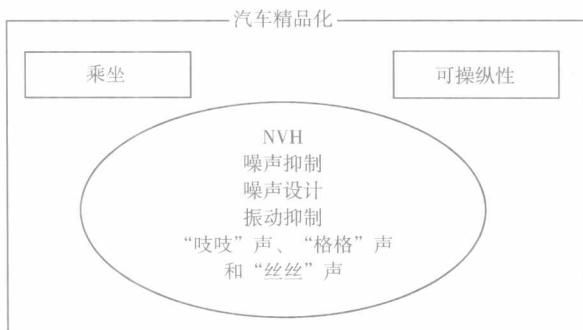 汽车精品化
乘坐
可操纵性
NVH
噪声抑制
噪声设计
振动抑制
“吱吱”声、“格格”声
和“丝丝”声